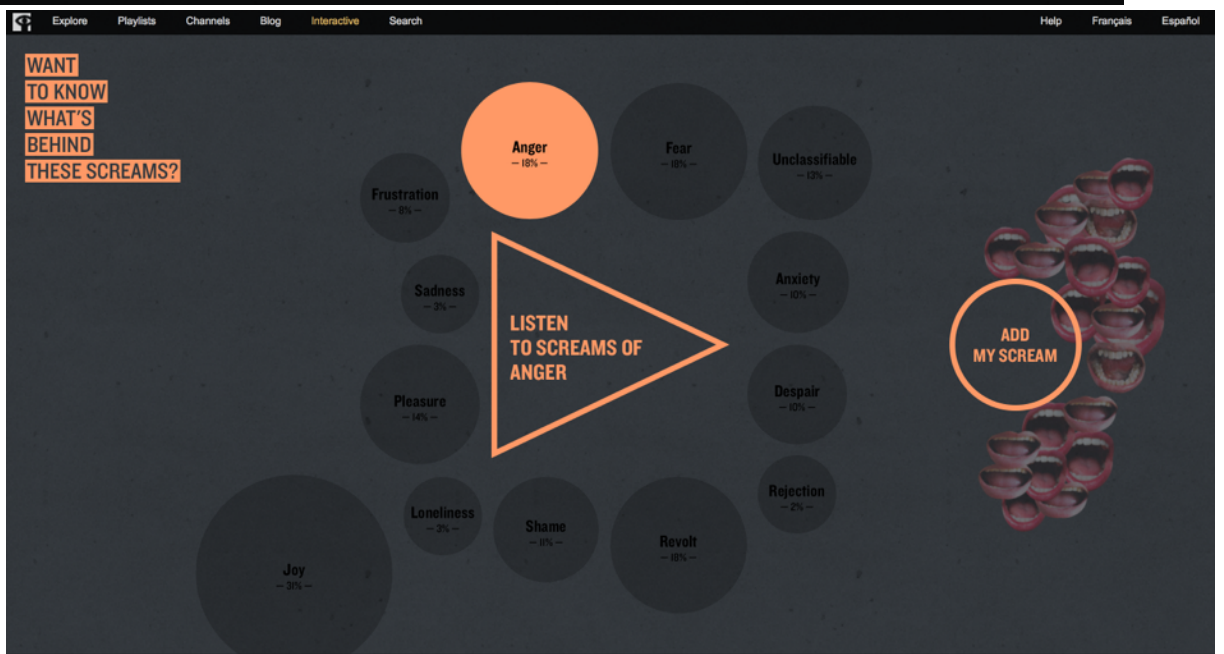 Explore
Playlists
Channels
Blog
Interactive
Search
Help
Français
Español
WANT
TO KNOW
WHAT'S
BEHIND
THESE SCREAMS?
Anger
– 18% –
Fear
– 18% –
Unclassifiable
– 13% –
Frustration
– 8% –
Sadness
– 3% –
Anxiety
– 10% –
LISTEN
TO SCREAMS OF
ANGER
ADD
MY SCREAM
Pleasure
– 14% –
Despair
– 10% –
Loneliness
– 3% –
Shame
– 11% –
Revolt
– 18% –
Rejection
– 2% –
Joy
– 31% –